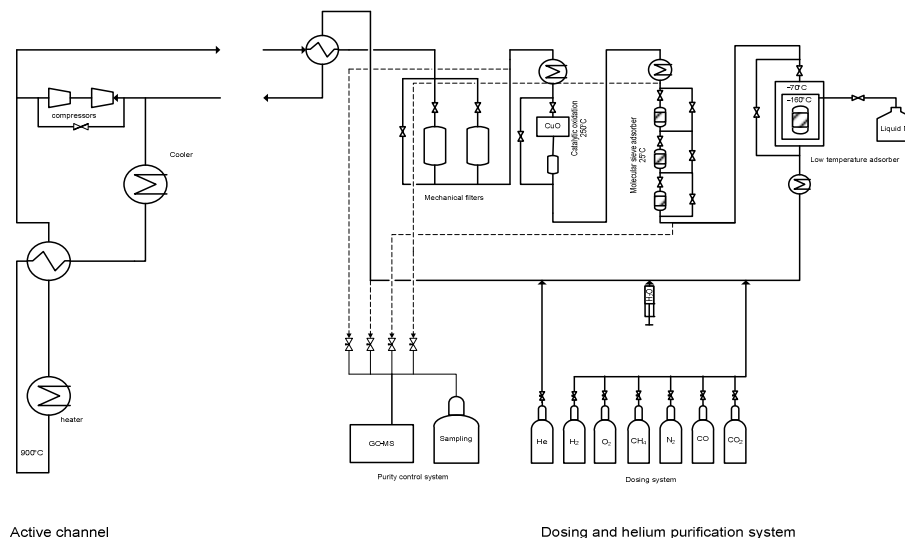 compressors
Cooler
heater
900°C
Active channel
Mechanical filters
CuO
Catalytic oxidation
250°C
Molecular sieve adsorber
25°C
-70°C
-160°C
Liquid
Low temperature adsorber
H₂O
GC-MS
Sampling
Purity control system
He
H₂
O₂
CH₄
N₂
CO
CO₂
Dosing system
Dosing and helium purification system